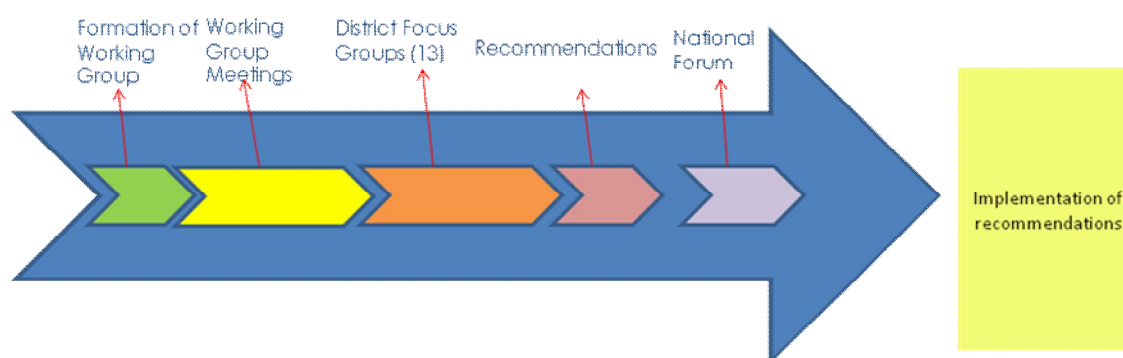 Formation of
Working
Group
Working
Group
Meetings
District Focus
Groups (13)
Recommendations
National
Forum
Implementation of
recommendations